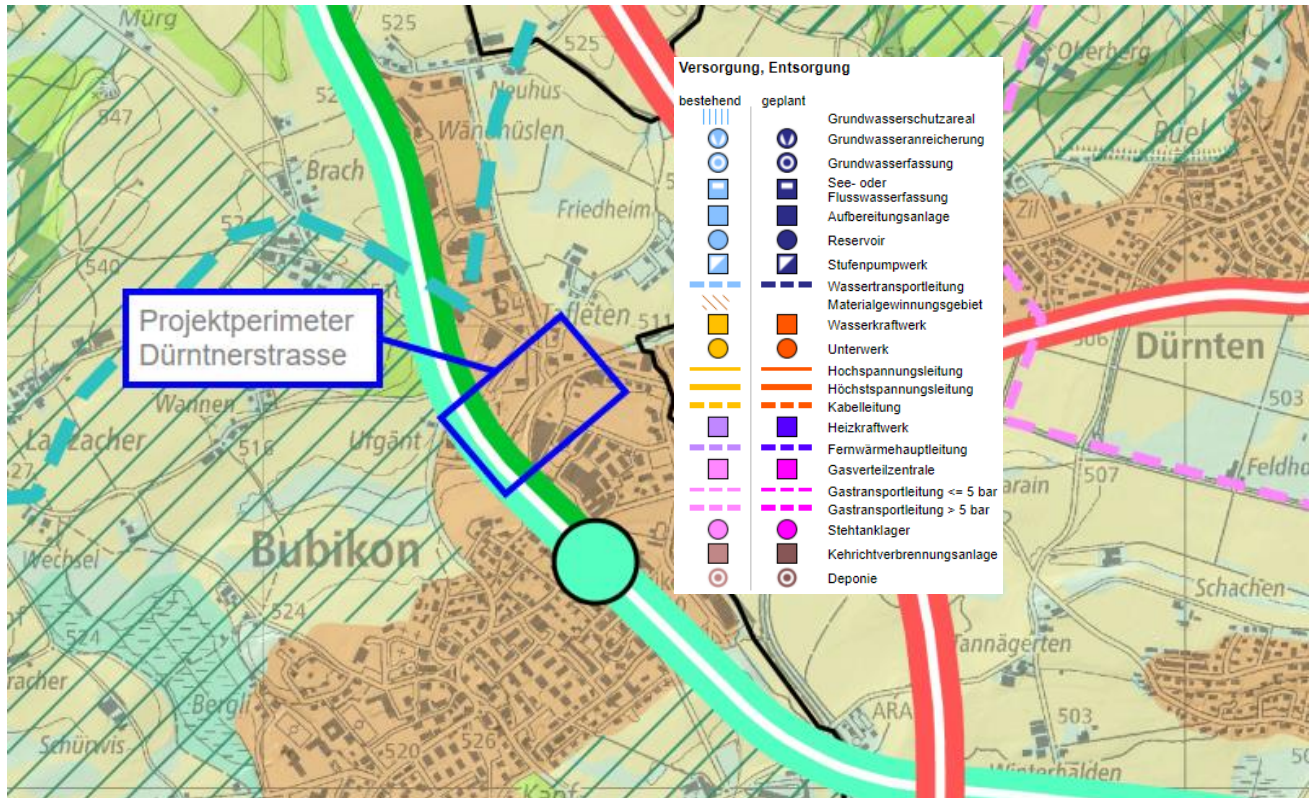 Mürg
525
525
Oberberg
Neuhus
547
Wändhüslen
Büel
Brach
Friedheim
Zil
540
Tafleten
511
Projektperimeter
Dürntnerstrasse
506
Dürnten
503
Wannen
Ufgänt
516
507
Feldho
Wechsel
Bubikon
524
524
Schachen
Tannägerten
Bergli
ARA
503
Schürwis
520
526
Winterhalden
Versorgung, Entsorgung
bestehend geplant
Grundwasserschutzareal
Grundwasseranreicherung
Grundwasserfassung
See- oder
Flusswasserfassung
Aufbereitungsanlage
Reservoir
Stufenpumpwerk
Wassertransportleitung
Materialgewinnungsgebiet
Wasserkraftwerk
Unterwerk
Hochspannungsleitung
Höchstspannungsleitung
Kabelleitung
Heizkraftwerk
Fernwärmehauptleitung
Gasverteilzentrale
Gastransportleitung <= 5 bar
Gastransportleitung > 5 bar
Stehtanklager
Kehrichtverbrennungsanlage
Deponie